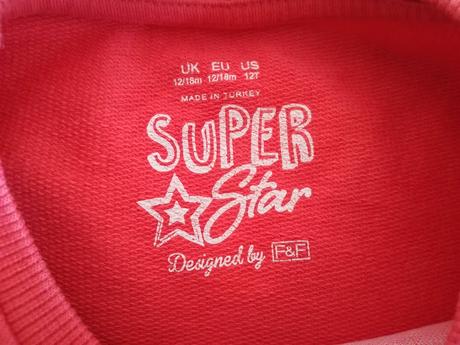 UK EU US
12/18m 12/18m 12T
MADE IN TURKEY
SUPER
Star
Designed by F&F